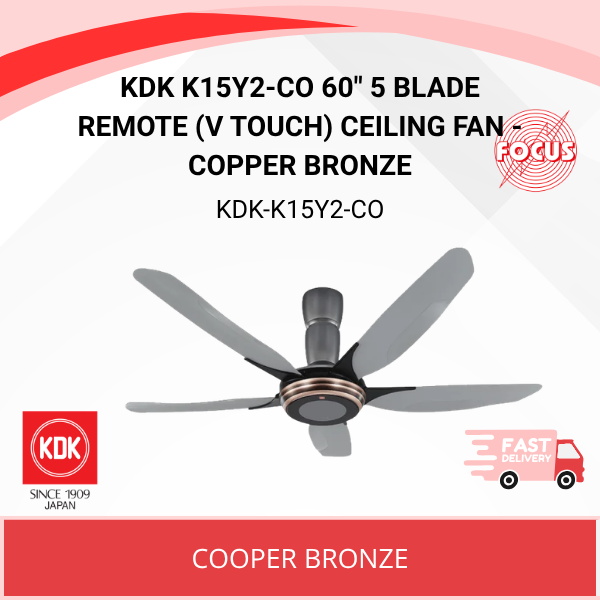 KDK K15Y2-CO 60" 5 BLADE
REMOTE (V TOUCH) CEILING FAN -
COPPER BRONZE
FOCUS
KDK-K15Y2-CO
KDK
SINCE 1909
JAPAN
FAST
DELIVERY
COOPER BRONZE